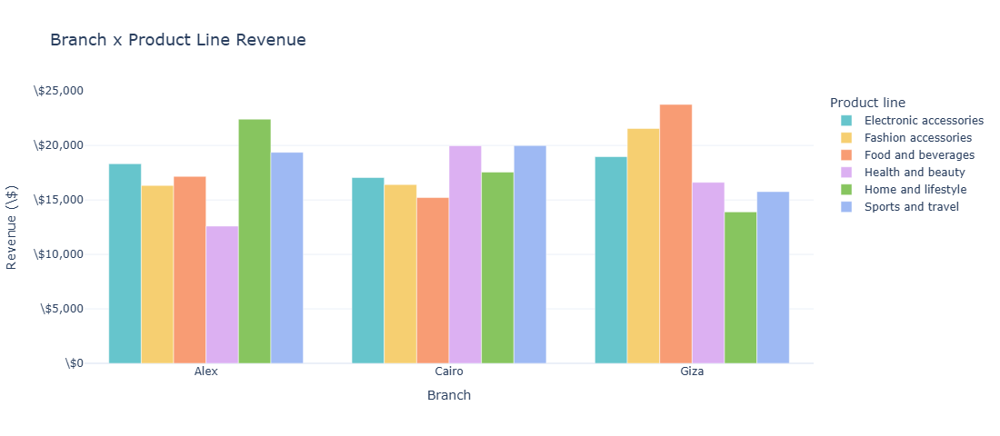 Branch x Product Line Revenue
\$25,000
\$20,000
\$15,000
\$10,000
\$5,000
\$0
Revenue (\$)
Alex
Cairo
Giza
Branch
Product line
Electronic accessories
Fashion accessories
Food and beverages
Health and beauty
Home and lifestyle
Sports and travel